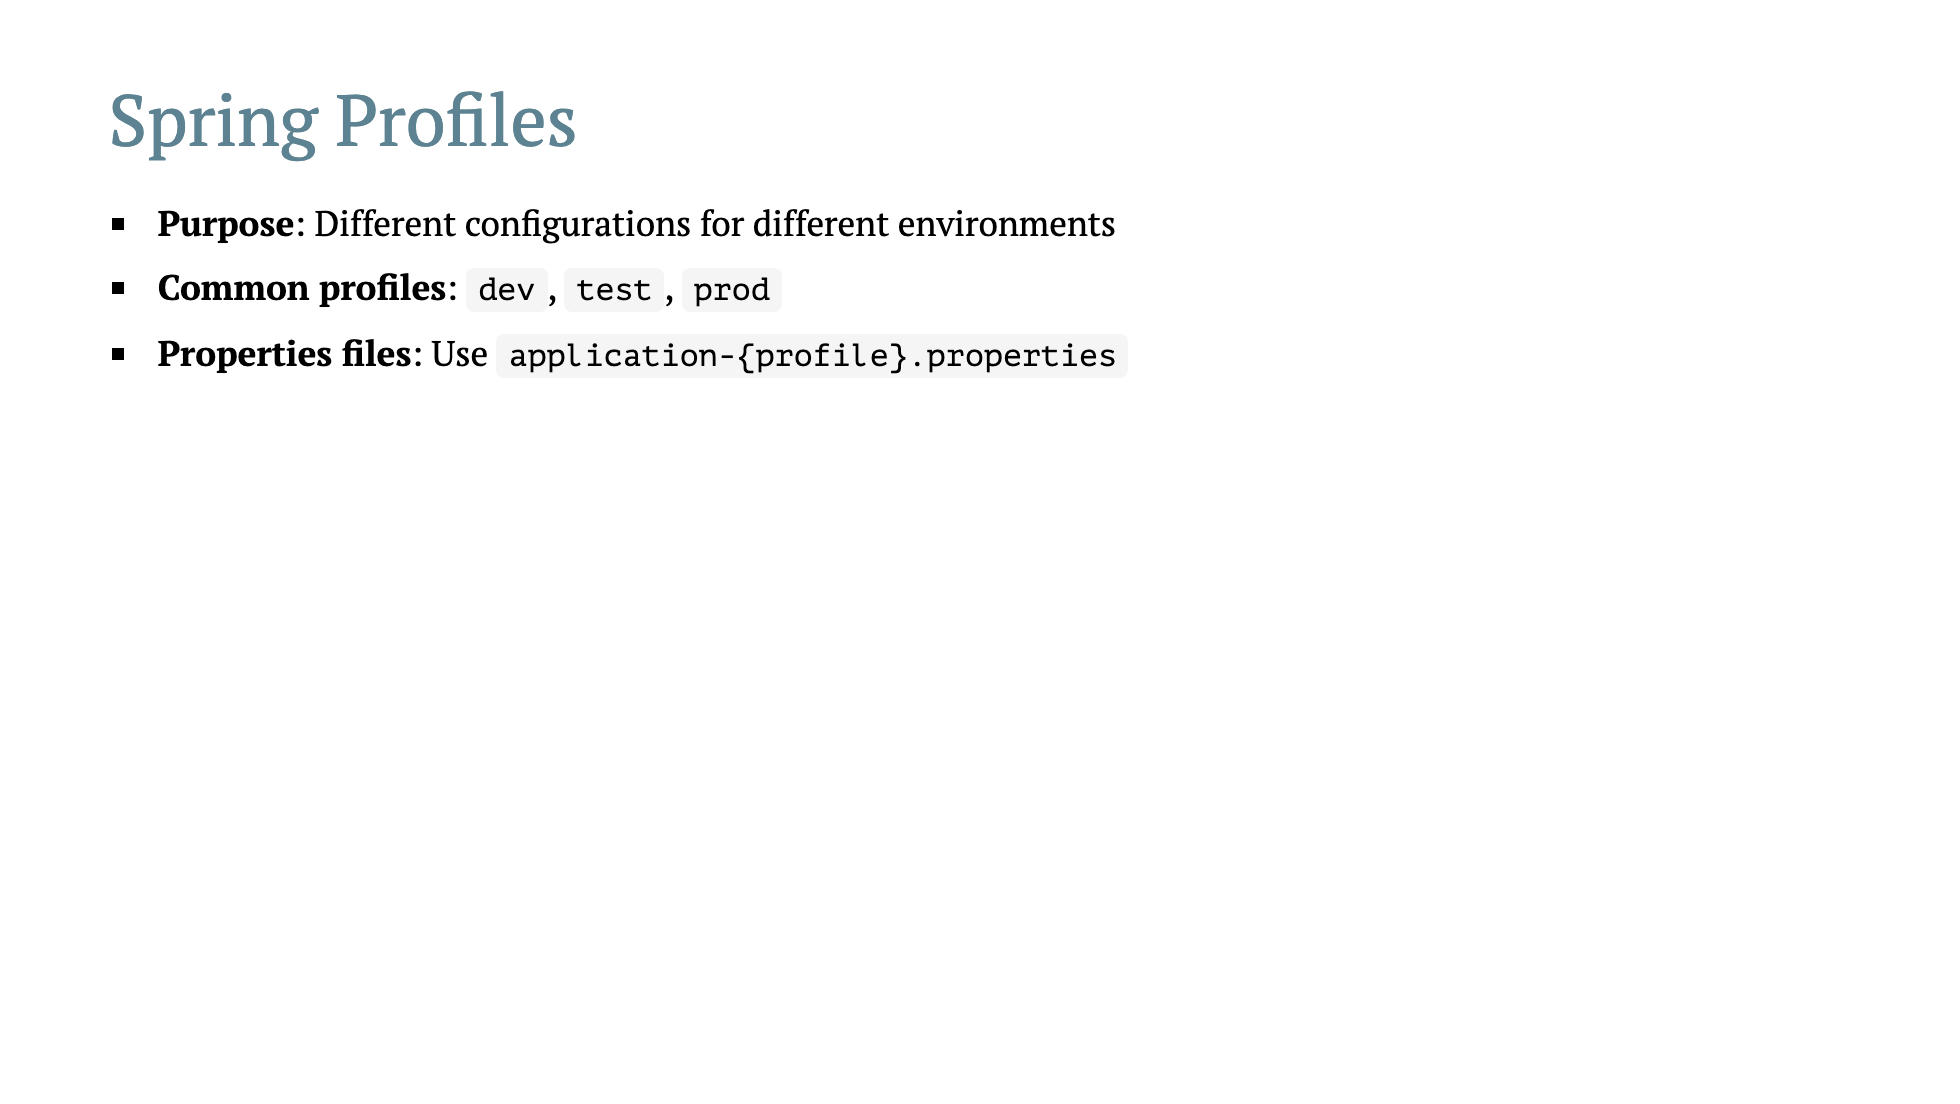 Spring Profiles
▪ Purpose: Different configurations for different environments
▪ Common profiles: dev, test, prod
▪ Properties files: Use application-{profile}.properties